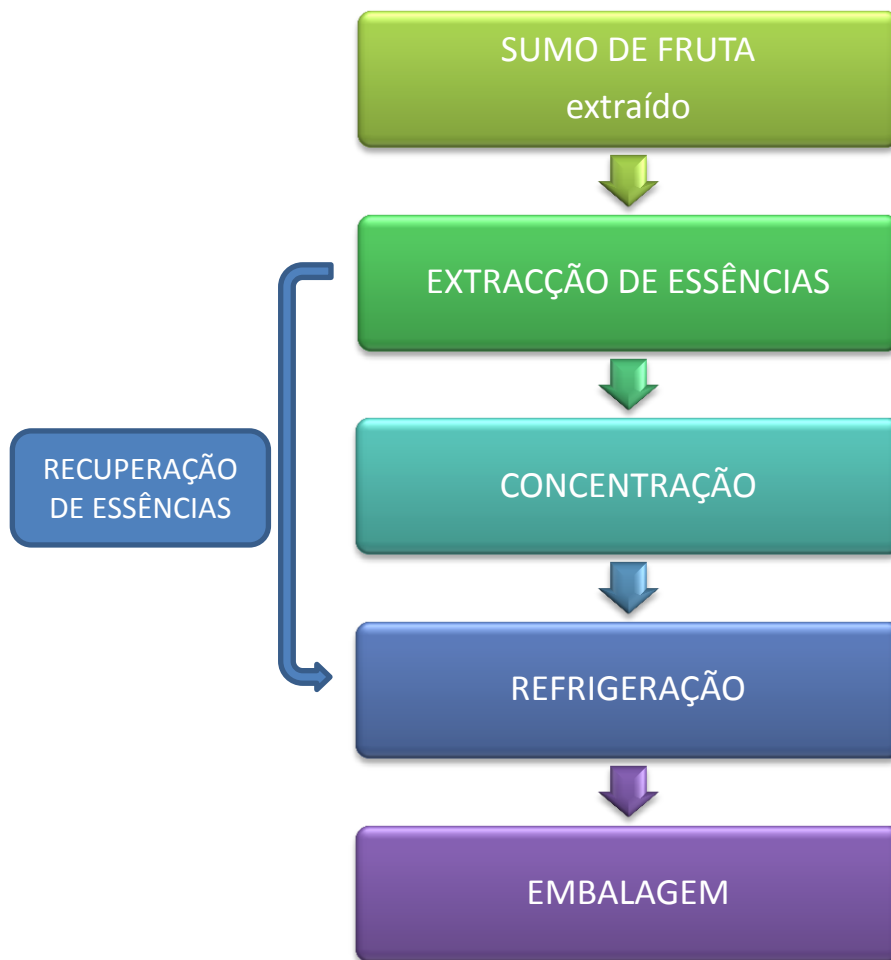 SUMO DE FRUTA
extraído
EXTRACÇÃO DE ESSÊNCIAS
RECUPERAÇÃO
DE ESSÊNCIAS
CONCENTRAÇÃO
REFRIGERAÇÃO
EMBALAGEM